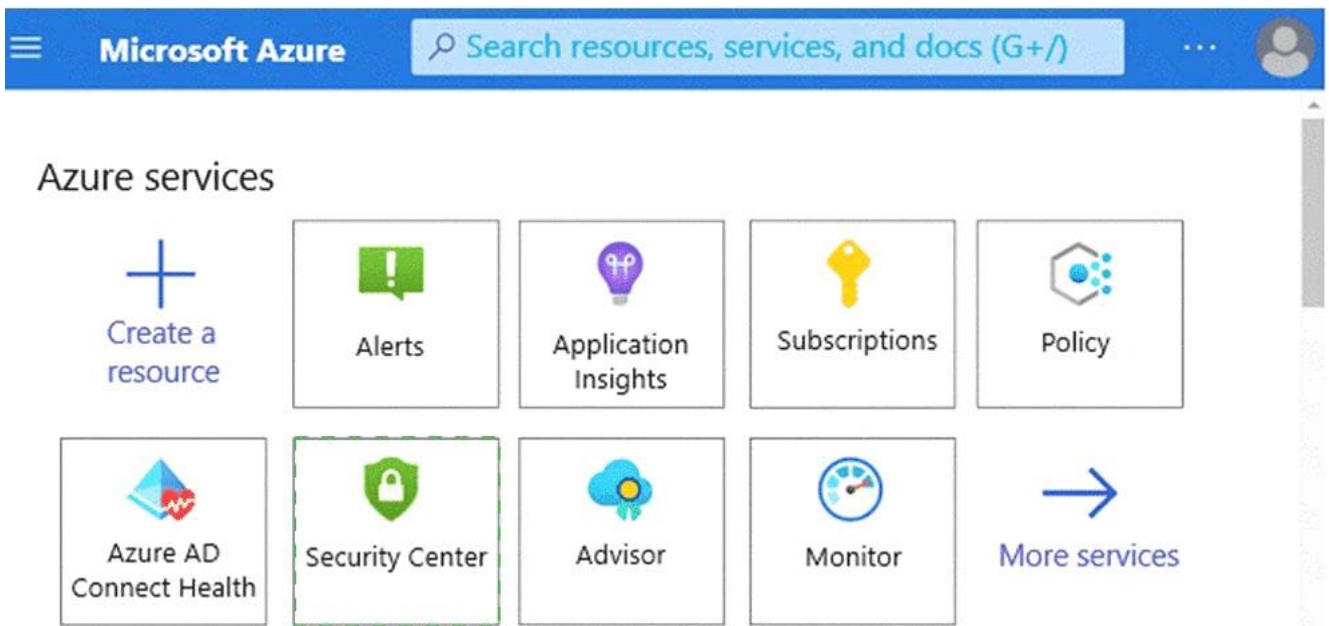 Microsoft Azure
Search resources, services, and docs (G+/)
...
Azure services
Create a
resource
Alerts
Application
Insights
Subscriptions
Policy
Azure AD
Connect Health
Security Center
Advisor
Monitor
More services